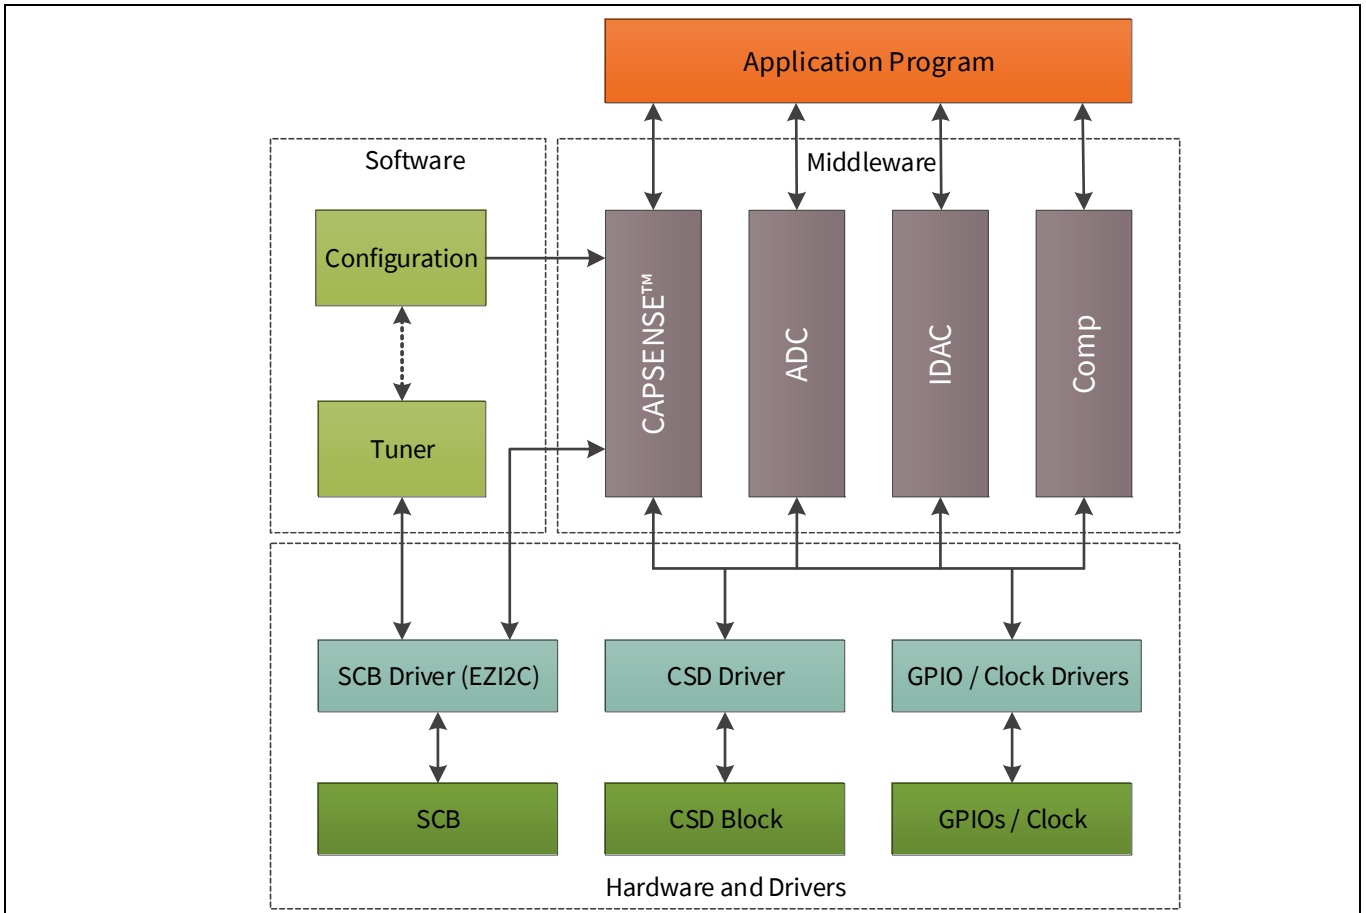 Application Program
Software
Middleware
Configuration
Tuner
CAPSENSE™
ADC
IDAC
Comp
SCB Driver (EZI2C)
CSD Driver
GPIO / Clock Drivers
SCB
CSD Block
GPIOs / Clock
Hardware and Drivers